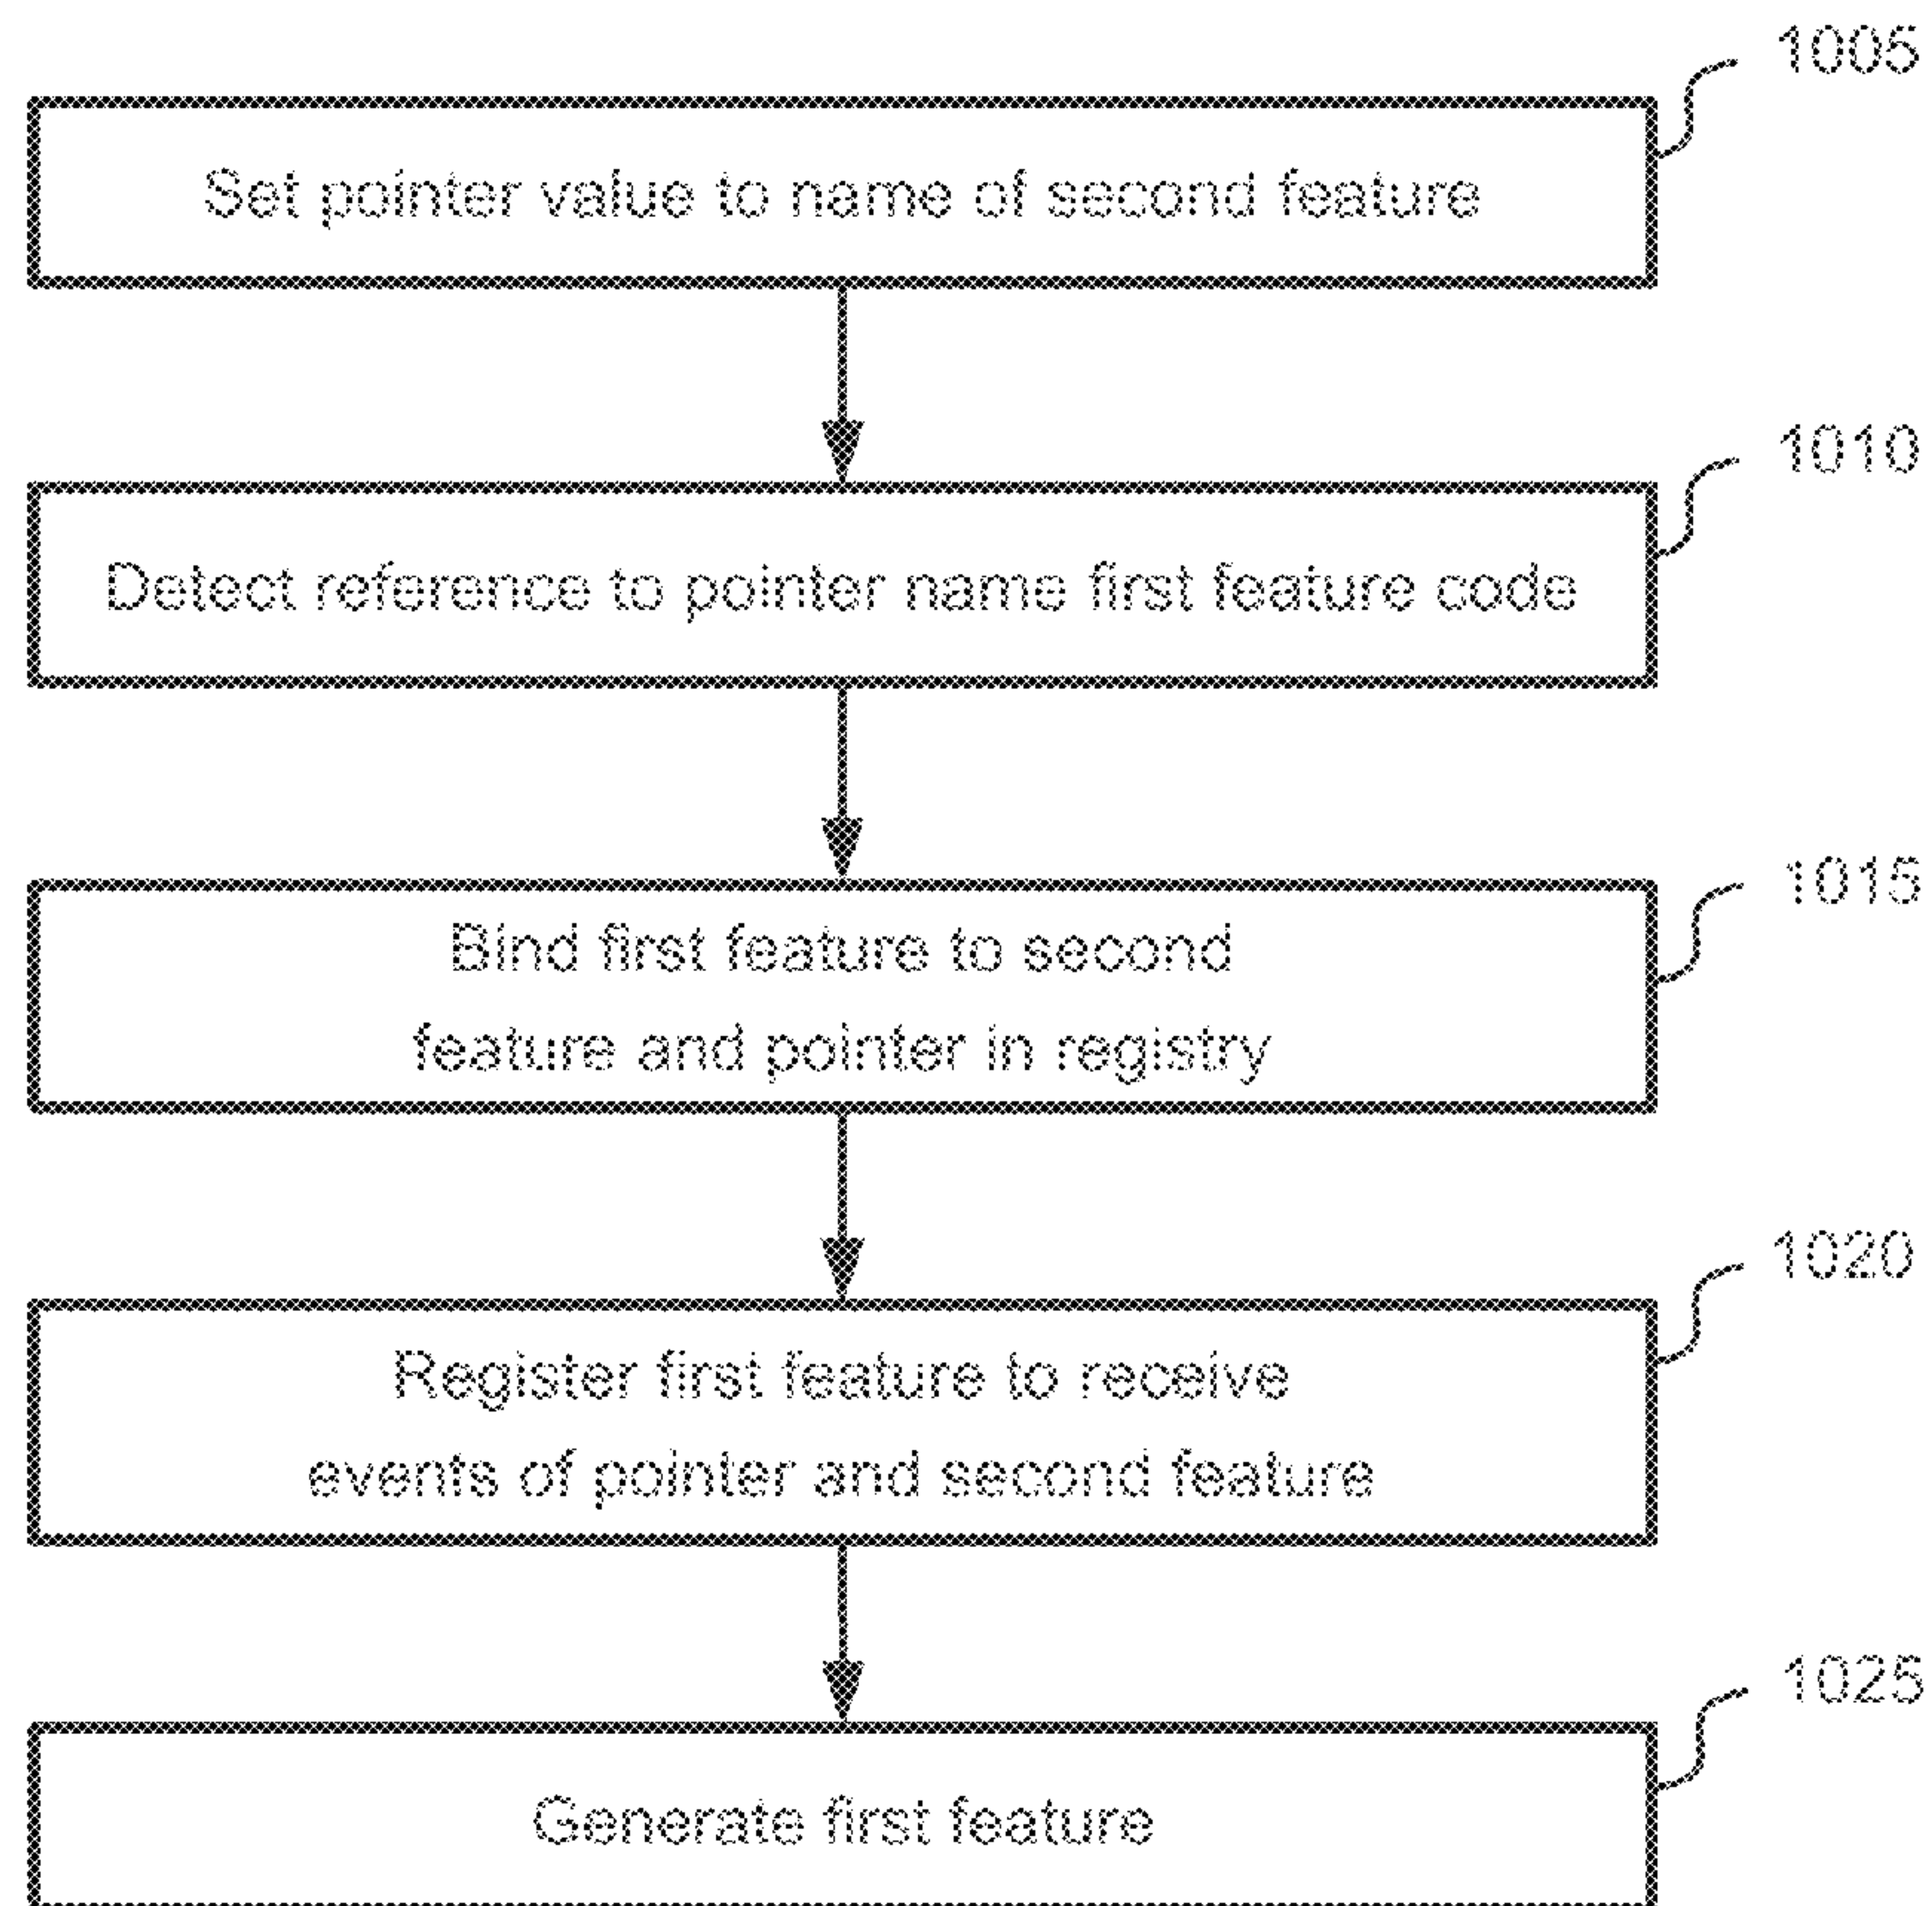 1005
Set pointer value to name of second feature
1010
Detect reference to pointer name first feature code
1015
Bind first feature to second
feature and pointer in registry
1020
Register first feature to receive
events of pointer and second feature
1025
Generate first feature